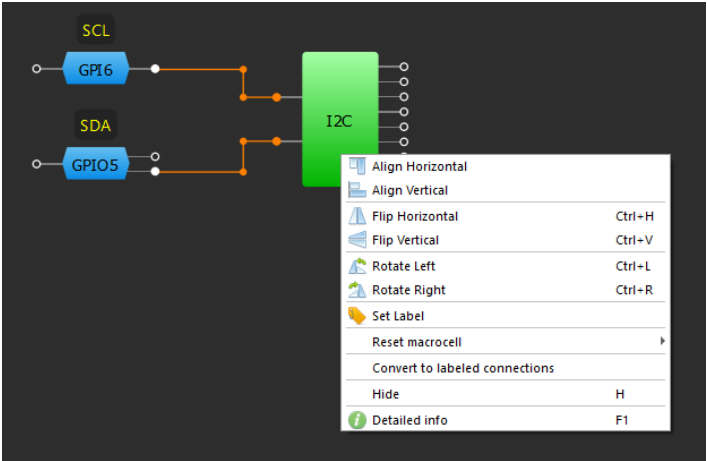 SCL
GPI6
I2C
SDA
GPIO5
Align Horizontal
Align Vertical
Flip Horizontal Ctrl+H
Flip Vertical Ctrl+V
Rotate Left Ctrl+L
Rotate Right Ctrl+R
Set Label
Reset macrocell
Convert to labeled connections
Hide H
Detailed info F1